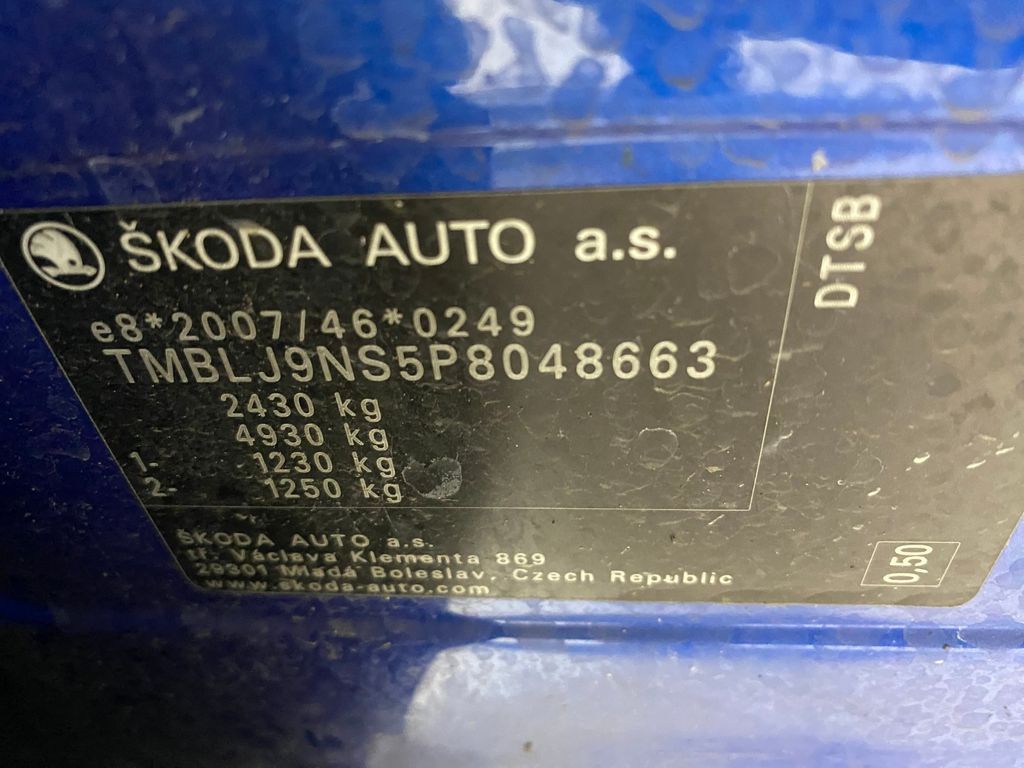 ŠKODA AUTO a.s.
e8*2007/46*0249
TMBLJ9NS5P8048663
2430 kg
4930 kg
1- 1230 kg
2- 1250 kg
ŠKODA AUTO a.s.
tř. Václava Klementa 869
29301 Mladá Boleslav, Czech Republic
www.skoda-auto.com
DTSB
0,50